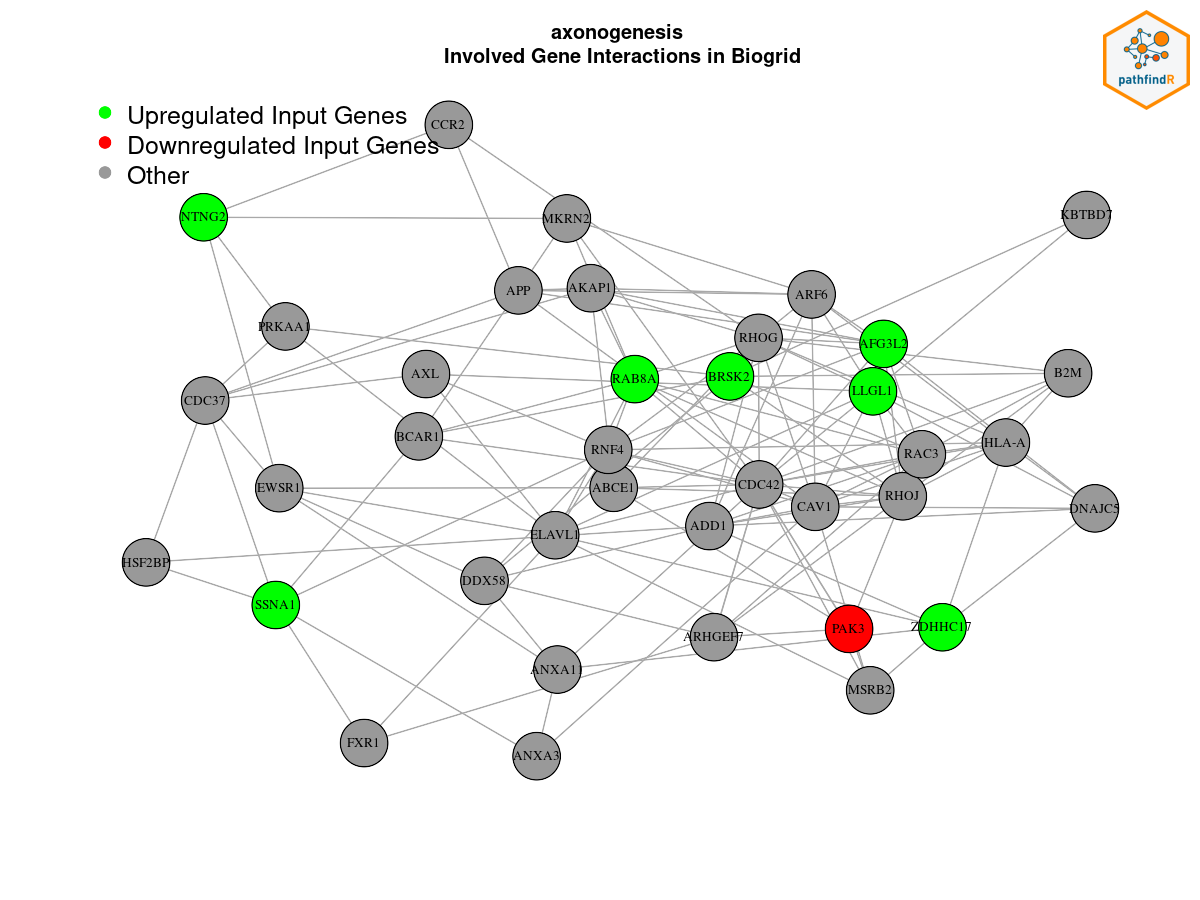 axonogenesis
Involved Gene Interactions in Biogrid
pathfindR
Upregulated Input Genes
Downregulated Input Genes
Other
CCR2
NTNG2
MKRN2
KBTBD7
APP
AKAP1
ARF6
PRKAA1
RHOG
AFG3L2
AXL
RAB8A
BRSK2
LLGL1
B2M
CDC37
BCAR1
RNF4
RAC3
HLA-A
EWSR1
ABCE1
CDC42
CAV1
RHOJ
DNAJC5
ELAVL1
ADD1
HSF2BP
DDX58
SSNA1
ARHGEF7
PAK3
ZDHHC17
ANXA11
MSRB2
FXR1
ANXA3